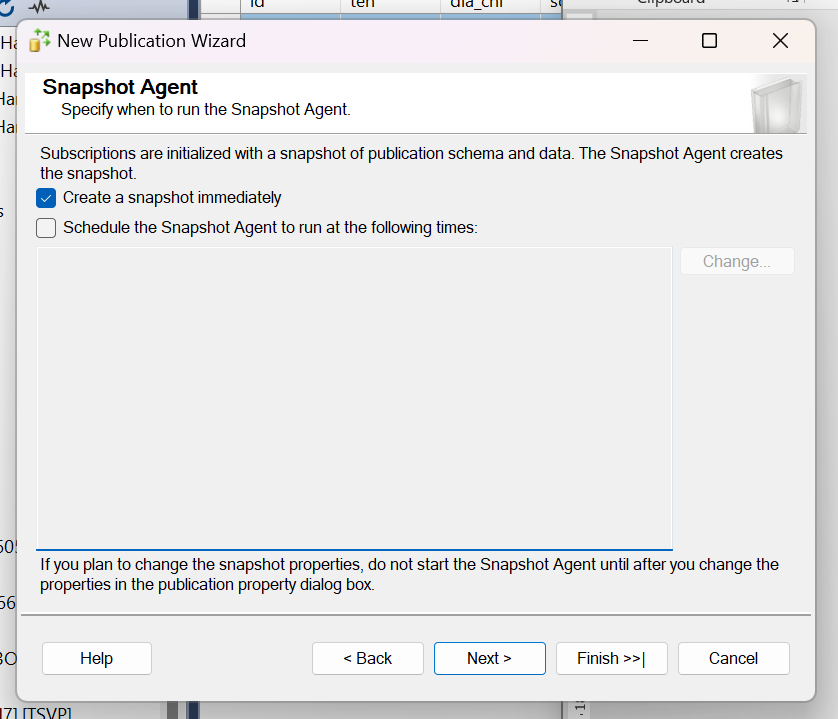 id ten dia_chi
Clipboard
New Publication Wizard
Snapshot Agent
Specify when to run the Snapshot Agent.
Subscriptions are initialized with a snapshot of publication schema and data. The Snapshot Agent creates
the snapshot.
Create a snapshot immediately
Schedule the Snapshot Agent to run at the following times:
Change...
If you plan to change the snapshot properties, do not start the Snapshot Agent until after you change the
properties in the publication property dialog box.
Help
< Back
Next >
Finish >>|
Cancel
[TSVP]